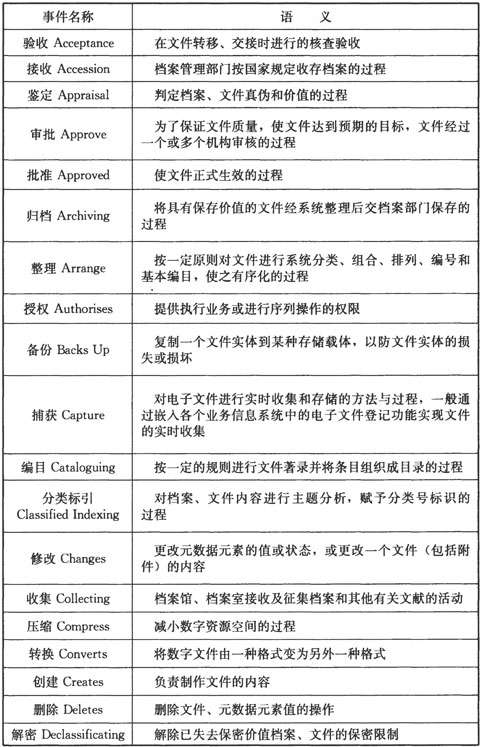 事件名称 语 义
验收 Acceptance 在文件转移、交接时进行的核查验收
接收 Accession 档案管理部门按国家规定收存档案的过程
鉴定 Appraisal 判定档案、文件真伪和价值的过程
审批 Approve 为了保证文件质量，使文件达到预期的目标，文件经过
一个或多个机构审核的过程
批准 Approved 使文件正式生效的过程
归档 Archiving 将具有保存价值的文件经系统整理后交档案部门保存的
过程
整理 Arrange 按一定原则对文件进行系统分类、组合、排列、编号和
基本编目，使之有序化的过程
授权 Authorises 提供执行业务或进行序列操作的权限
备份 Backs Up 复制一个文件实体到某种存储载体，以防文件实体的损
失或损坏
捕获 Capture 对电子文件进行实时收集和存储的方法与过程，一般通
过嵌入各个业务信息系统中的电子文件登记功能实现文件
的实时收集
编目 Cataloguing 按一定的规则进行文件著录并将条目组织成目录的过程
分类标引
Classified Indexing 对档案、文件内容进行主题分析，赋予分类号标识的
过程
修改 Changes 更改元数据元素的值或状态，或更改一个文件（包括附
件）的内容
收集 Collecting 档案馆、档案室接收及征集档案和其他有关文献的活动
压缩 Compress 减小数字资源空间的过程
转换 Converts 将数字文件由一种格式变为另外一种格式
创建 Creates 负责制作文件的内容
删除 Deletes 删除文件、元数据元素值的操作
解密 Declassificating 解除已失去保密价值档案、文件的保密限制